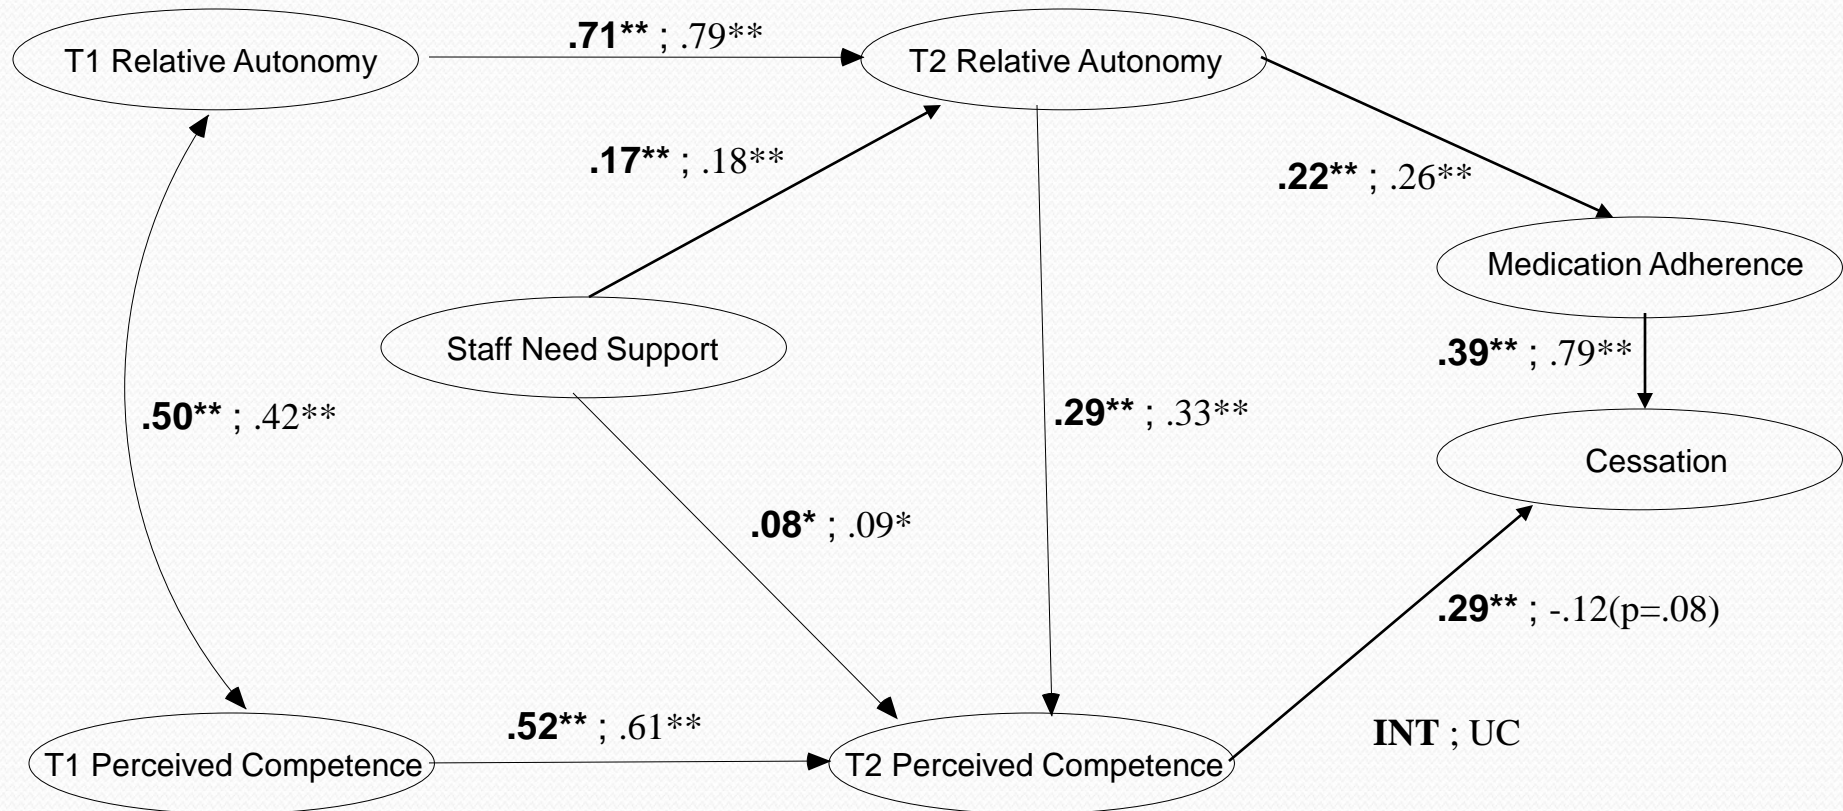 .71** ; .79**
T1 Relative Autonomy
T2 Relative Autonomy
.17** ; .18**
.22** ; .26**
Medication Adherence
Staff Need Support
.39** ; .79**
.50** ; .42**
.29** ; .33**
Cessation
.08* ; .09*
.29** ; -.12(p=.08)
.52** ; .61**
INT ; UC
T1 Perceived Competence
T2 Perceived Competence